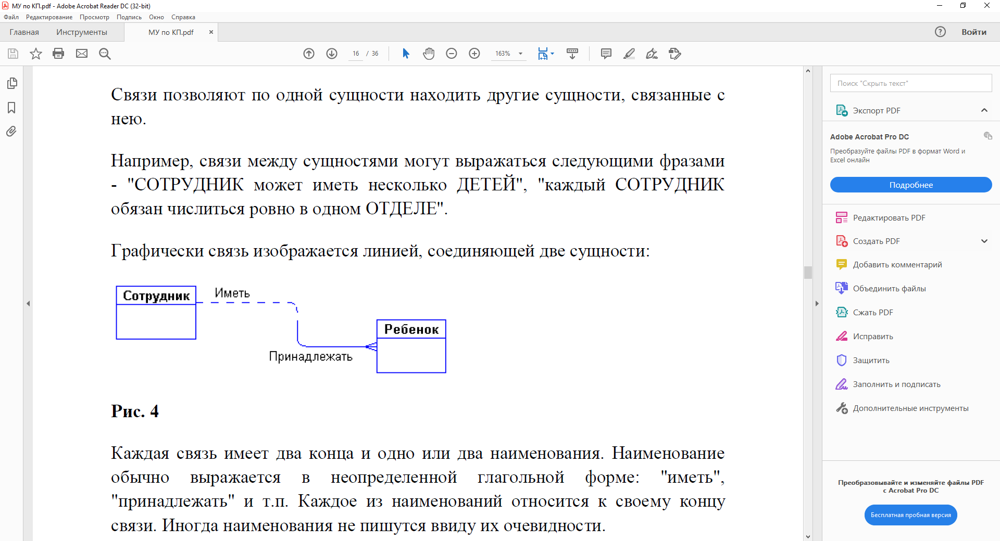 МУ по КП.pdf - Adobe Acrobat Reader DC (32-bit)
Файл Редактирование Просмотр Подпись Окно Справка
Главная Инструменты МУ по КП.pdf × ? Войти
16 / 36 163%
Связи позволяют по одной сущности находить другие сущности, связанные с
нею.
Например, связи между сущностями могут выражаться следующими фразами
- "СОТРУДНИК может иметь несколько ДЕТЕЙ", "каждый СОТРУДНИК
обязан числиться ровно в одном ОТДЕЛЕ".
Графически связь изображается линией, соединяющей две сущности:
Сотрудник
Иметь
Ребенок
Принадлежать
Рис. 4
Каждая связь имеет два конца и одно или два наименования. Наименование
обычно выражается в неопределенной глагольной форме: "иметь",
"принадлежать" и т.п. Каждое из наименований относится к своему концу
связи. Иногда наименования не пишутся ввиду их очевидности.
Поиск "Скрыть текст"
Экспорт PDF
Adobe Acrobat Pro DC
Преобразуйте файлы PDF в формат Word и
Excel онлайн
Подробнее
Редактировать PDF
Создать PDF
Добавить комментарий
Объединить файлы
Сжать PDF
Исправить
Защитить
Заполнить и подписать
Дополнительные инструменты
Преобразовывайте и изменяйте файлы PDF
с Acrobat Pro DC
Бесплатная пробная версия